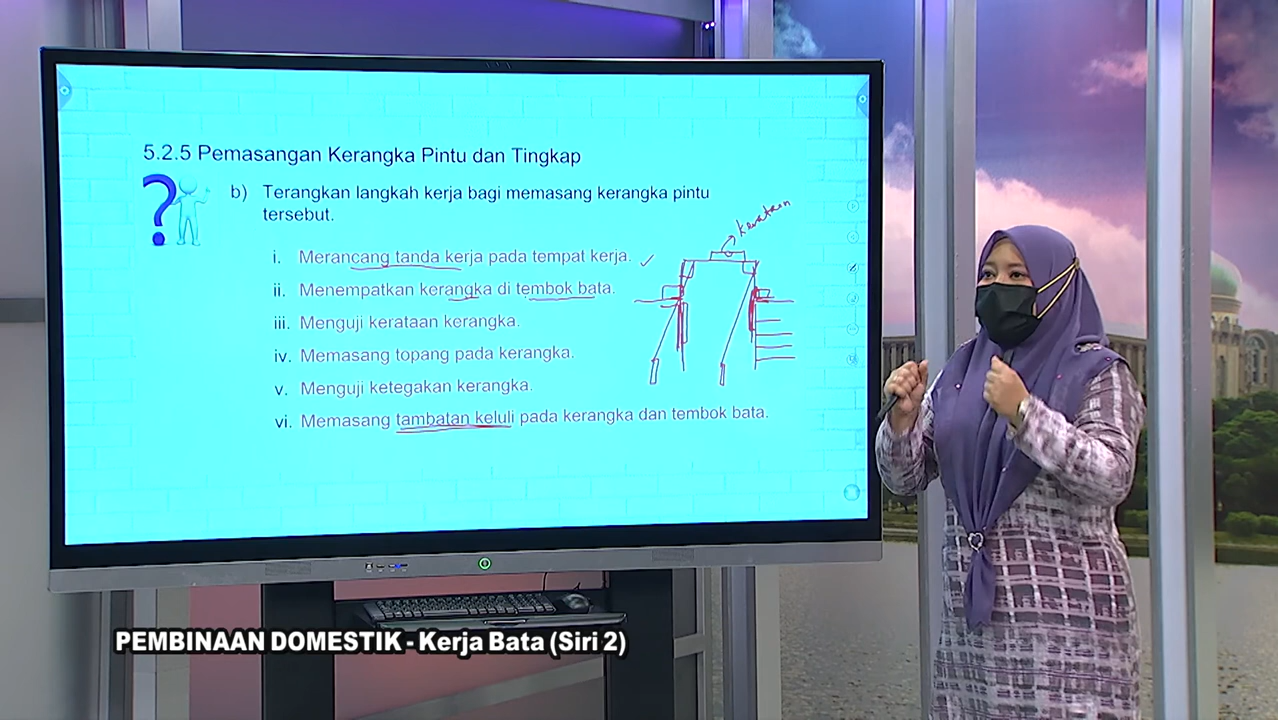 5.2.5 Pemasangan Kerangka Pintu dan Tingkap
b) Terangkan langkah kerja bagi memasang kerangka pintu
tersebut.
i. Merancang tanda kerja pada tempat kerja.
ii. Menempatkan kerangka di tembok bata.
iii. Menguji kerataan kerangka.
iv. Memasang topang pada kerangka.
v. Menguji ketegakan kerangka.
vi. Memasang tambatan keluli pada kerangka dan tembok bata.
Kerataan
PEMBINAAN DOMESTIK - Kerja Bata (Siri 2)